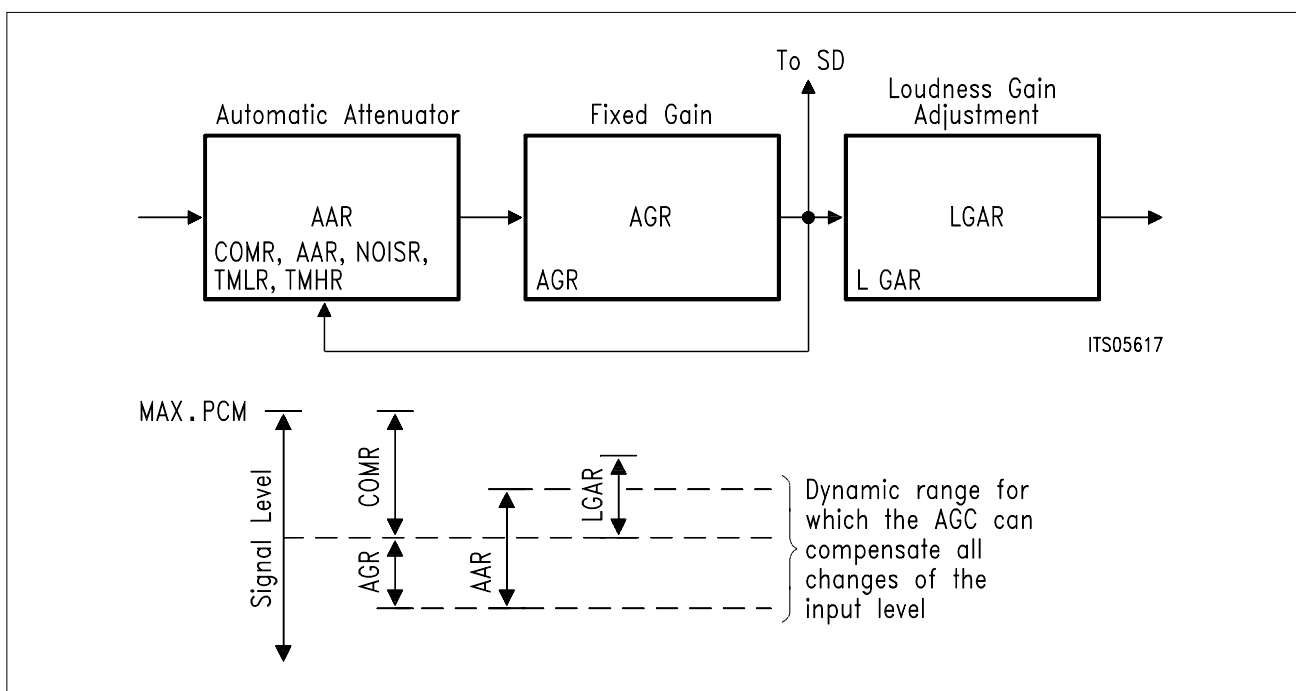 To SD
Automatic Attenuator
Fixed Gain
Loudness Gain
Adjustment
AAR
COMR, AAR, NOISR,
TMLR, TMHR
AGR
AGR
LGAR
L GAR
ITS05617
MAX.PCM
Signal Level
COMR
AGR
AAR
LGAR
Dynamic range for
which the AGC can
compensate all
changes of the
input level